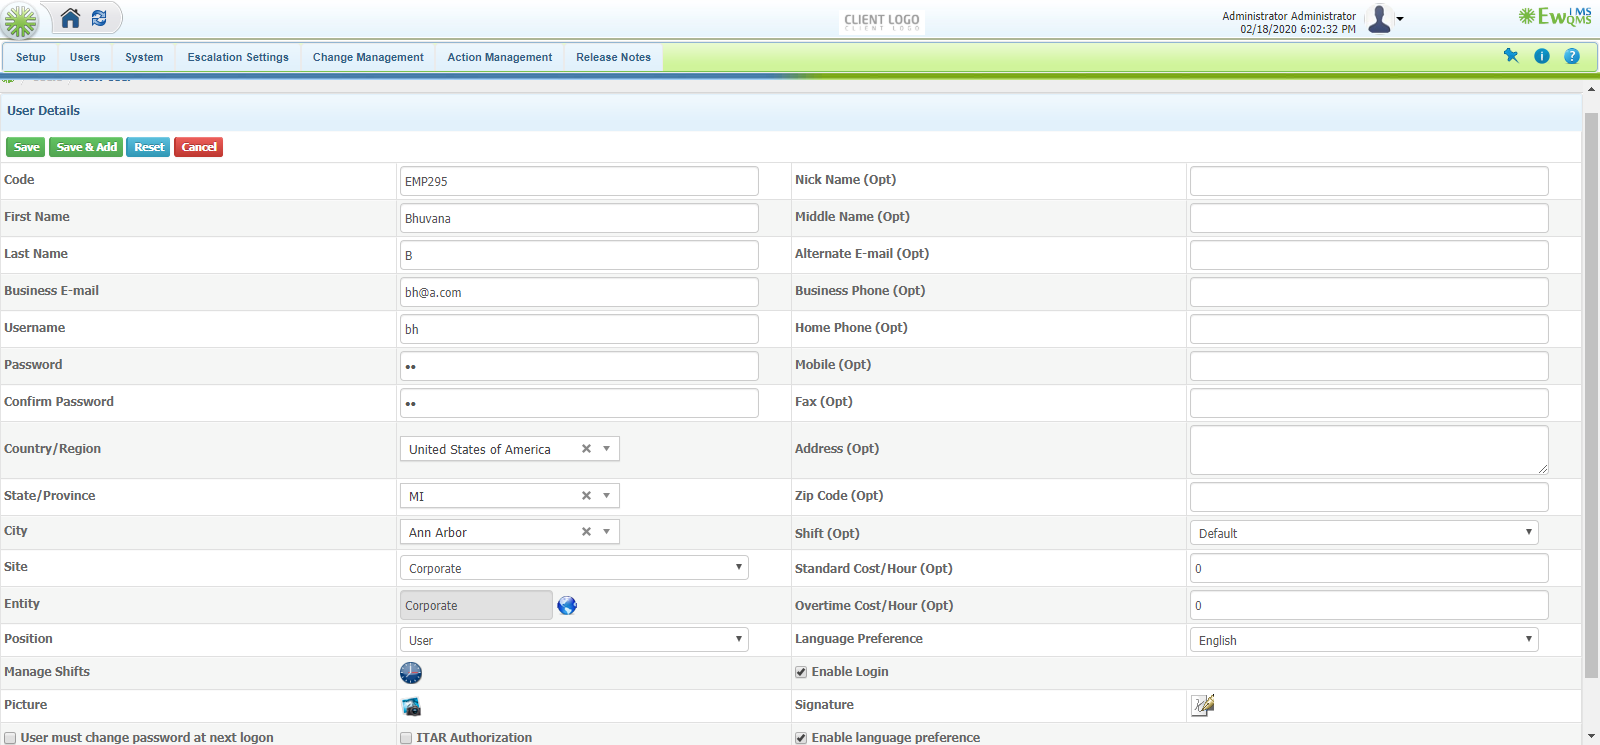 CLIENT LOGO
Administrator Administrator
02/18/2020 6:02:32 PM
EwQMS IMS
Setup Users System Escalation Settings Change Management Action Management Release Notes
User Details
Save Save & Add Reset Cancel
Code EMP295 Nick Name (Opt)
First Name Bhuvana Middle Name (Opt)
Last Name B Alternate E-mail (Opt)
Business E-mail bh@a.com Business Phone (Opt)
Username bh Home Phone (Opt)
Password •• Mobile (Opt)
Confirm Password •• Fax (Opt)
Country/Region United States of America Address (Opt)
State/Province MI Zip Code (Opt)
City Ann Arbor Shift (Opt) Default
Site Corporate Standard Cost/Hour (Opt) 0
Entity Corporate Overtime Cost/Hour (Opt) 0
Position User Language Preference English
Manage Shifts Enable Login
Picture Signature
User must change password at next logon ITAR Authorization Enable language preference